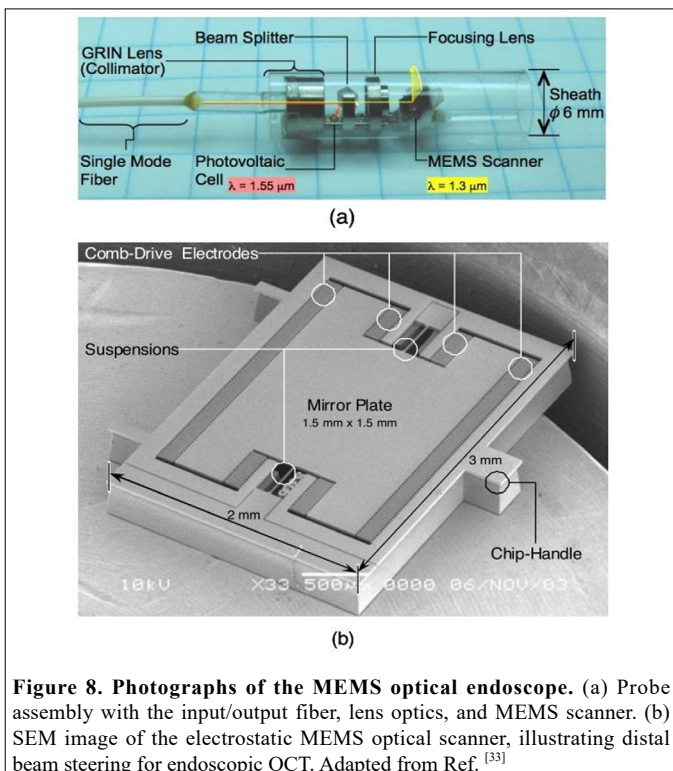 Beam Splitter
Focusing Lens
GRIN Lens
(Collimator)
Sheath
ϕ 6 mm
Single Mode
Fiber
Photovoltaic
Cell
λ = 1.55 μm
MEMS Scanner
λ = 1.3 μm
(a)
Comb-Drive Electrodes
Suspensions
Mirror Plate
1.5 mm x 1.5 mm
3 mm
2 mm
Chip-Handle
10kV X33 500μm 0000 06/NOV/03
(b)
Figure 8. Photographs of the MEMS optical endoscope. (a) Probe
assembly with the input/output fiber, lens optics, and MEMS scanner. (b)
SEM image of the electrostatic MEMS optical scanner, illustrating distal
beam steering for endoscopic OCT. Adapted from Ref. [33]